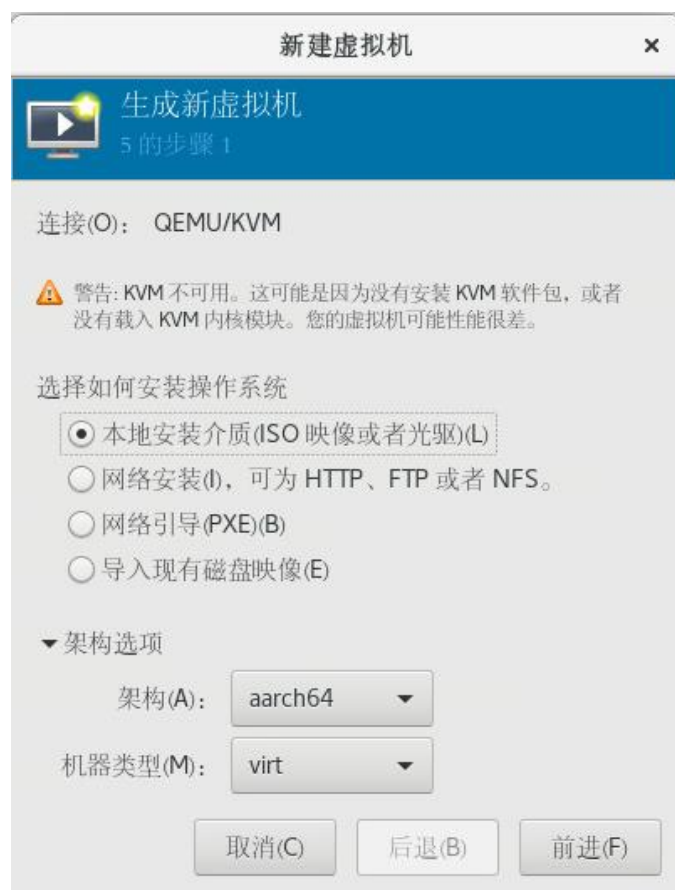 新建虚拟机 ×
生成新虚拟机
5 的步骤 1
连接(O): QEMU/KVM
警告: KVM 不可用。这可能是因为没有安装 KVM 软件包，或者
没有载入 KVM 内核模块。您的虚拟机可能性能很差。
选择如何安装操作系统
本地安装介质(ISO 映像或者光驱)(L)
网络安装(I)，可为 HTTP、FTP 或者 NFS。
网络引导(PXE)(B)
导入现有磁盘映像(E)
架构选项
架构(A): aarch64
机器类型(M): virt
取消(C) 后退(B) 前进(F)